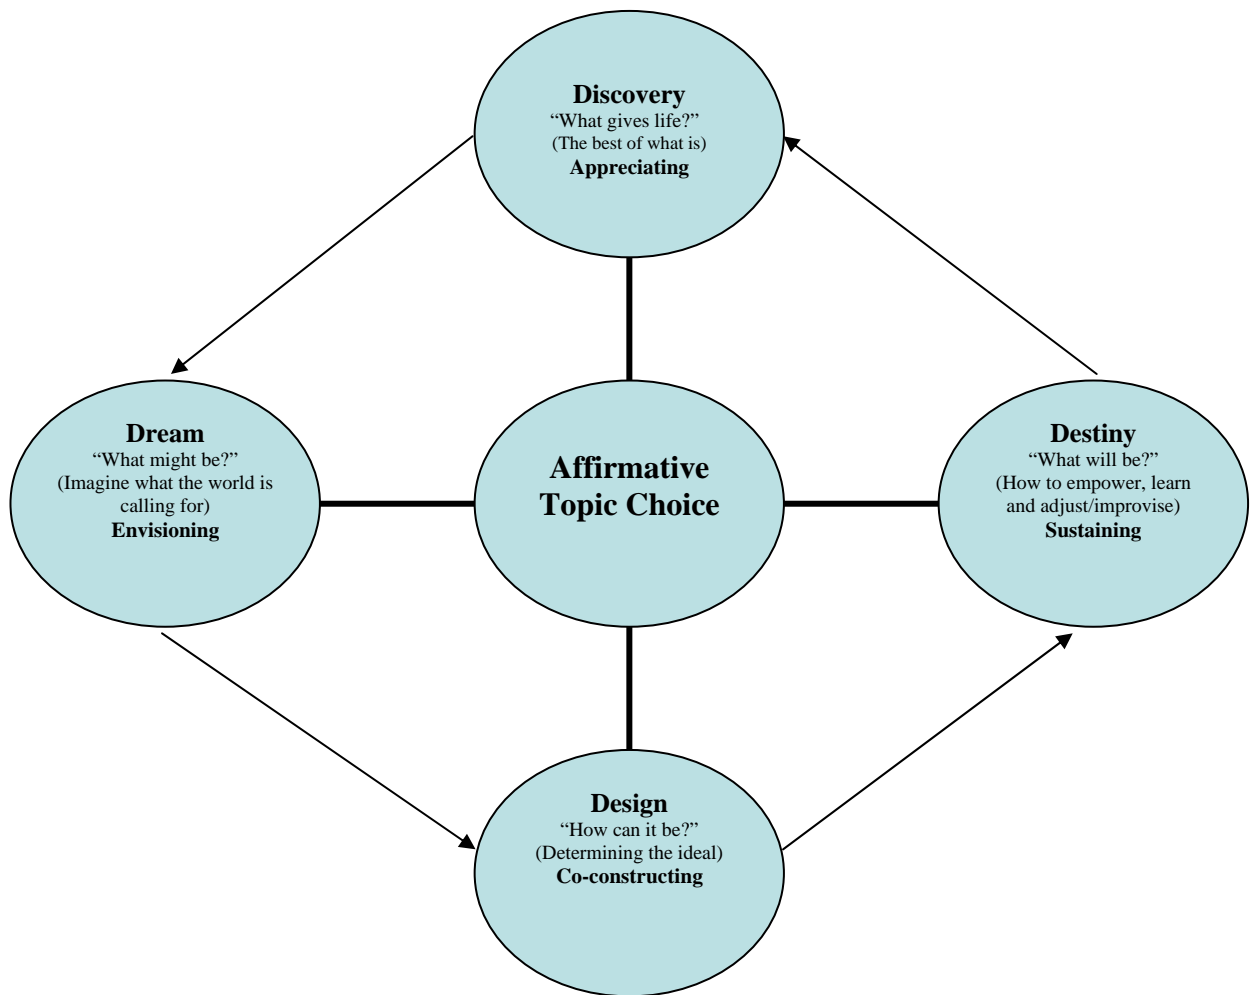 Discovery
“What gives life?”
(The best of what is)
Appreciating
Dream
“What might be?”
(Imagine what the world is
calling for)
Envisioning
Affirmative
Topic Choice
Destiny
“What will be?”
(How to empower, learn
and adjust/improvise)
Sustaining
Design
“How can it be?”
(Determining the ideal)
Co-constructing